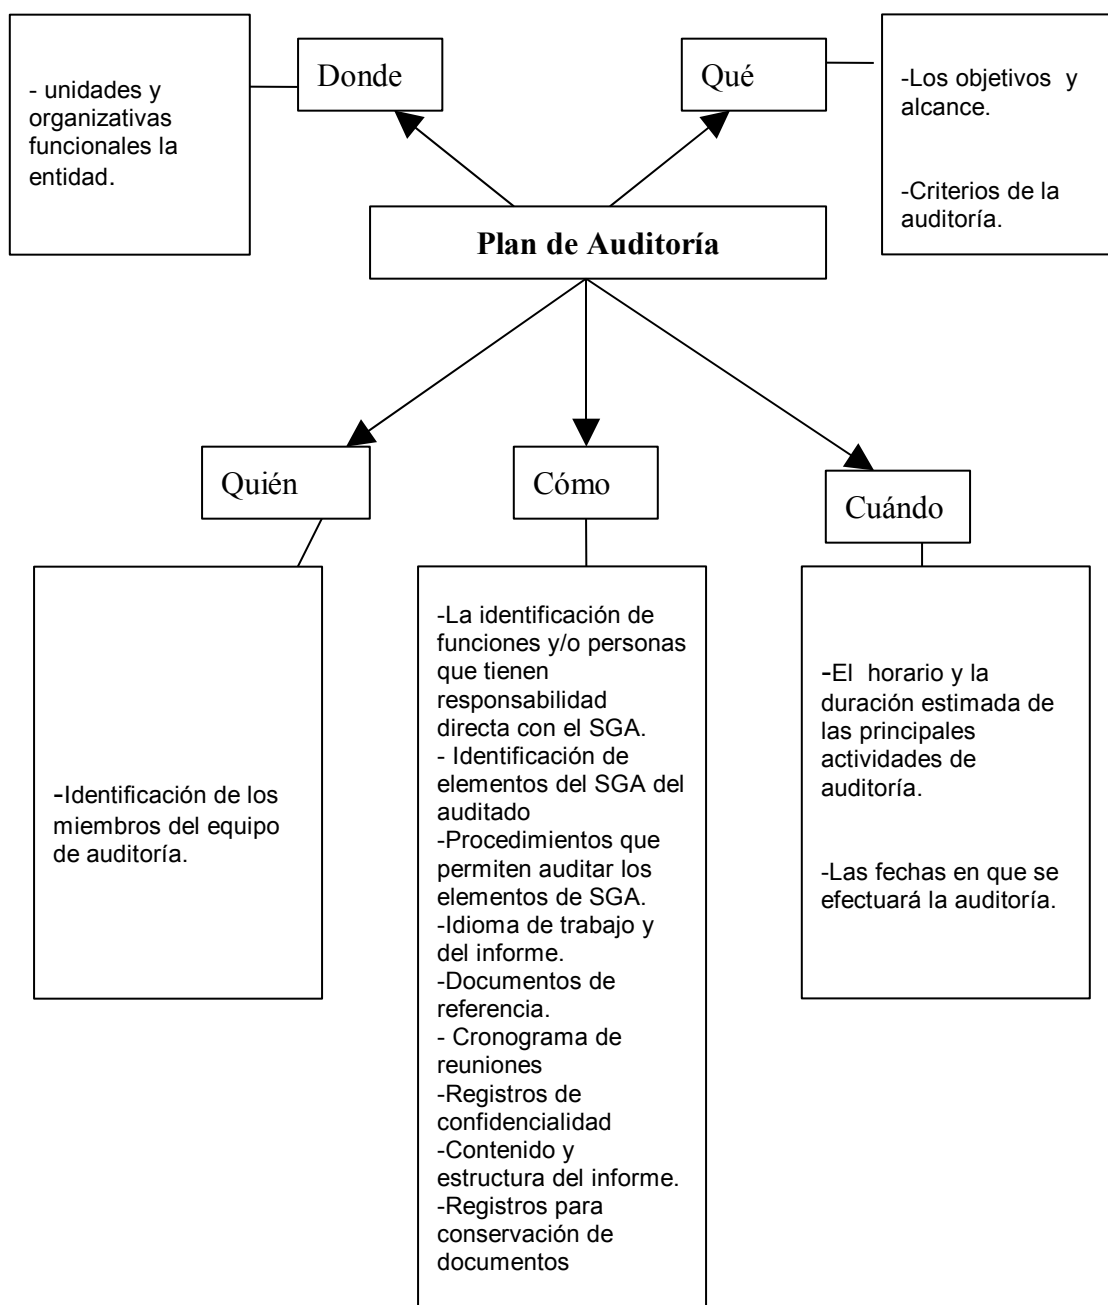 Donde
- unidades y
organizativas
funcionales la
entidad.
Qué
-Los objetivos  y
alcance.
-Criterios de la
auditoría.
Plan de Auditoría
Quién
-Identificación de los
miembros del equipo
de auditoría.
Cómo
-La identificación de
funciones y/o personas
que tienen
responsabilidad
directa con el SGA.
- Identificación de
elementos del SGA del
auditado
-Procedimientos que
permiten auditar los
elementos de SGA.
-Idioma de trabajo y
del informe.
-Documentos de
referencia.
- Cronograma de
reuniones
-Registros de
confidencialidad
-Contenido y
estructura del informe.
-Registros para
conservación de
documentos
Cuándo
-El  horario y la
duración estimada de
las principales
actividades de
auditoría.
-Las fechas en que se
efectuará la auditoría.